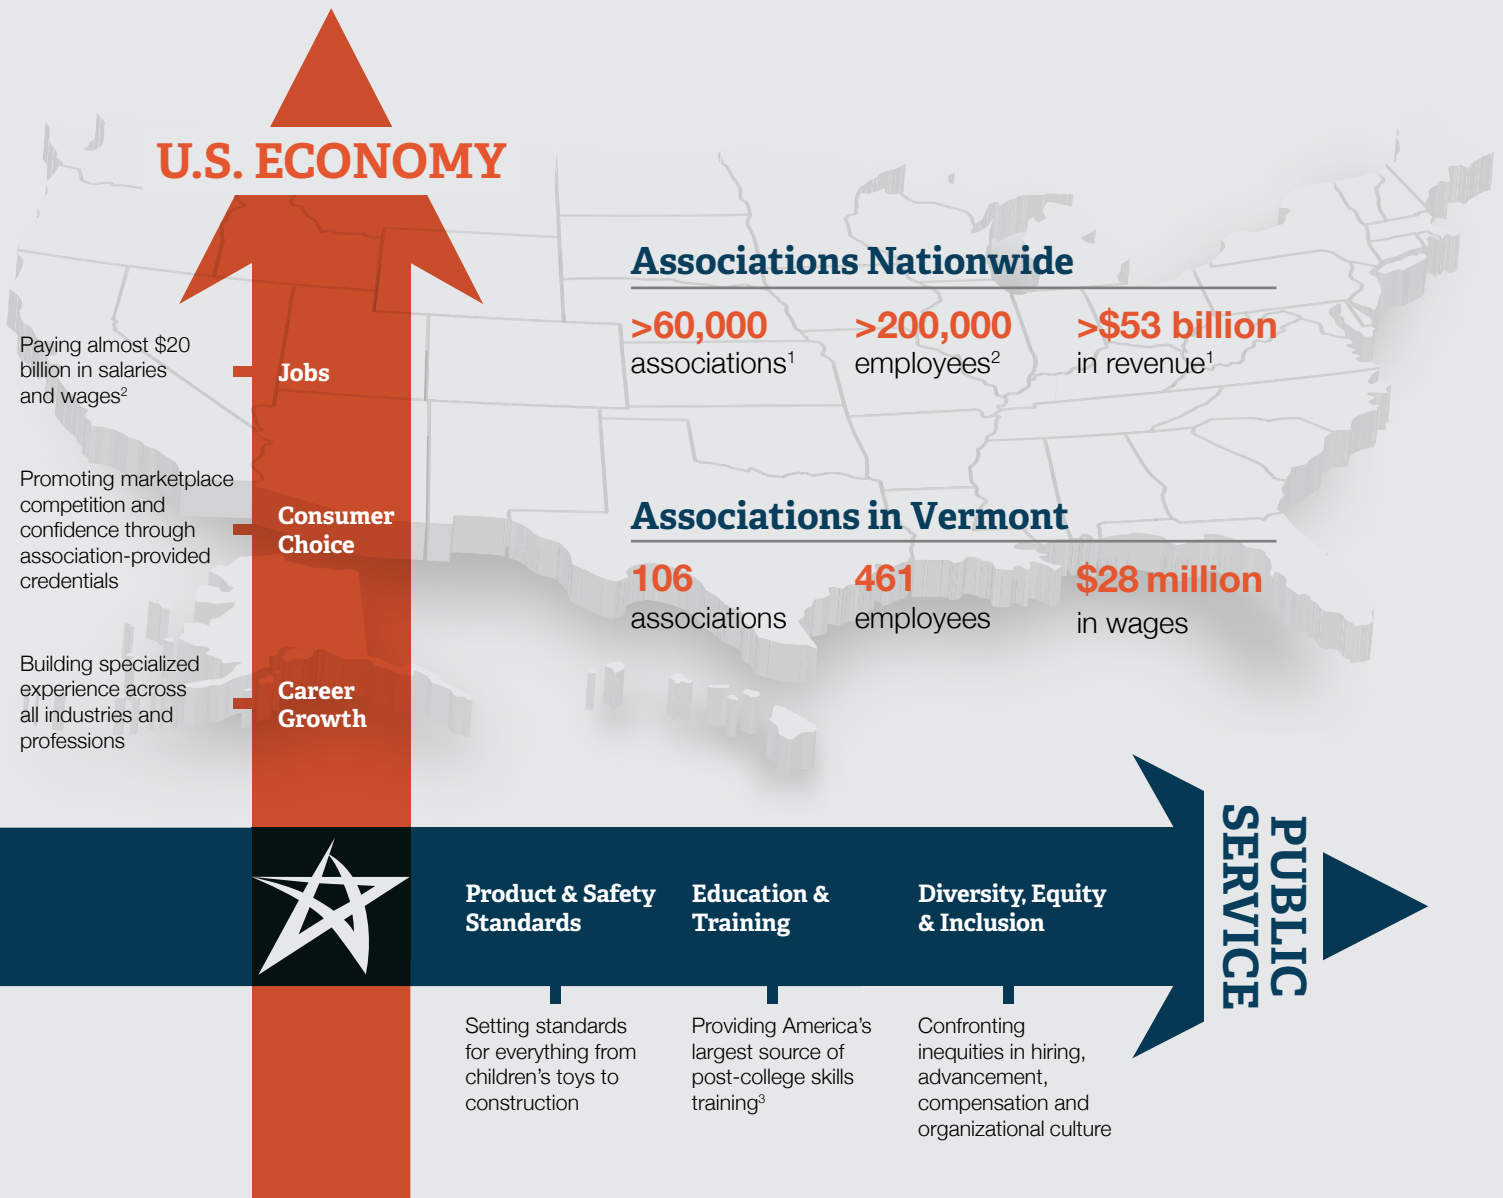 U.S. ECONOMY
Paying almost $20
billion in salaries
and wages²
Jobs
Promoting marketplace
competition and
confidence through
association-provided
credentials
Consumer
Choice
Building specialized
experience across
all industries and
professions
Career
Growth
Associations Nationwide
>60,000
associations¹
>200,000
employees²
>$53 billion
in revenue¹
Associations in Vermont
106
associations
461
employees
$28 million
in wages
Product & Safety
Standards
Setting standards
for everything from
children’s toys to
construction
Education &
Training
Providing America’s
largest source of
post-college skills
training³
Diversity, Equity
& Inclusion
Confronting
inequities in hiring,
advancement,
compensation and
organizational culture
PUBLIC
SERVICE